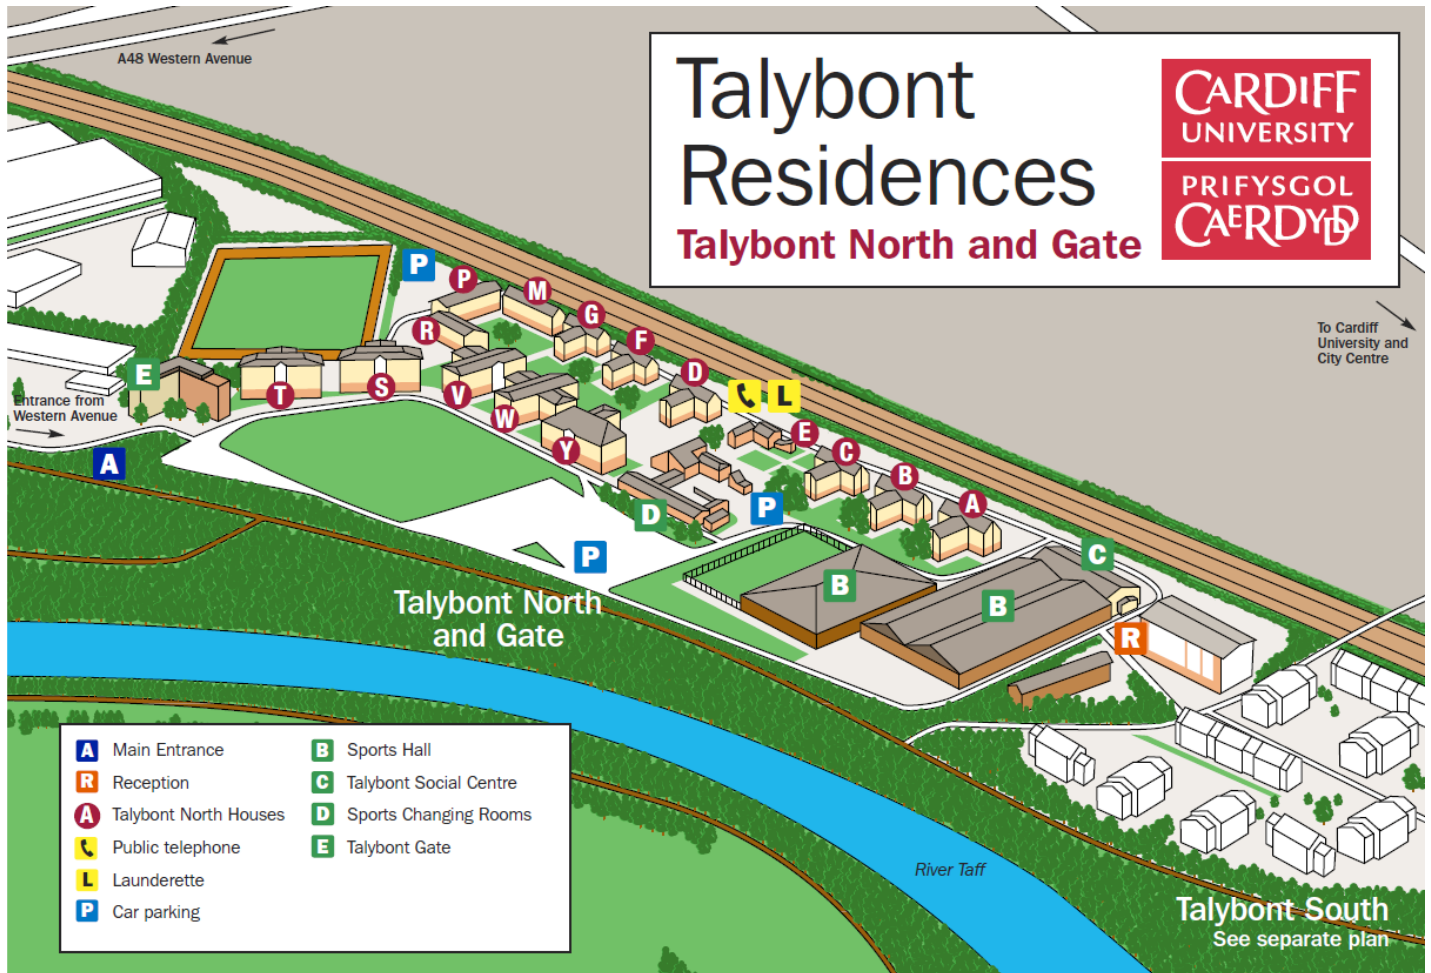 A48 Western Avenue
Talybont
Residences
Talybont North and Gate
CARDIFF
UNIVERSITY
PRIFYSGOL
CAERDYDD
To Cardiff
University and
City Centre
P
P
M
G
R
F
D
E
T
S
V
L
W
E
Y
C
B
A
Entrance from
Western Avenue
A
D
P
P
C
B
B
R
Talybont North
and Gate
A Main Entrance
R Reception
A Talybont North Houses
Public telephone
L Launderette
P Car parking
B Sports Hall
C Talybont Social Centre
D Sports Changing Rooms
E Talybont Gate
River Taff
Talybont South
See separate plan